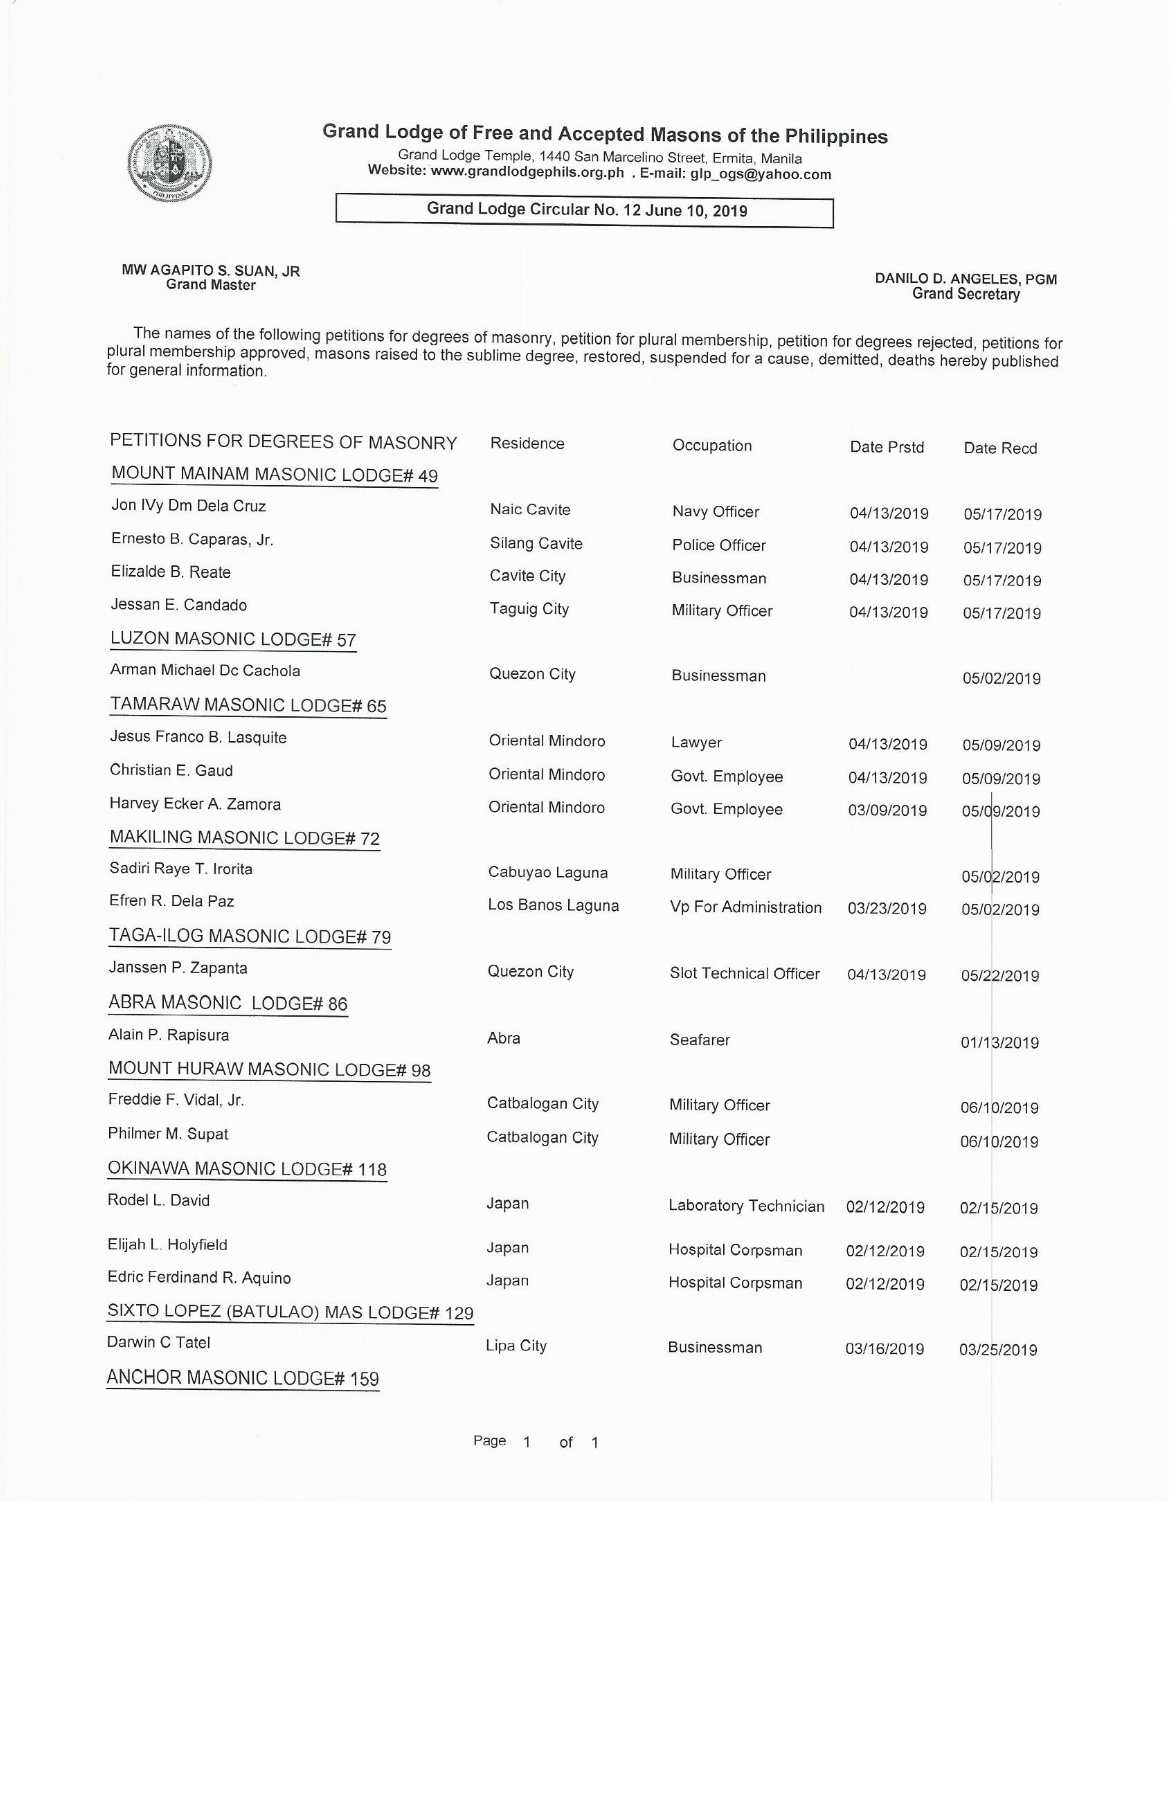 Grand Lodge of Free and Accepted Masons of the Philippines
Grand Lodge Temple, 1440 San Marcelino Street, Ermita, Manila
Website: www.grandlodgephils.org.ph . E-mail: glp_ogs@yahoo.com
Grand Lodge Circular No. 12 June 10, 2019
MW AGAPITO S. SUAN, JR
Grand Master
DANILO D. ANGELES, PGM
Grand Secretary
The names of the following petitions for degrees of masonry, petition for plural membership, petition for degrees rejected, petitions for
plural membership approved, masons raised to the sublime degree, restored, suspended for a cause, demitted, deaths hereby published
for general information.
PETITIONS FOR DEGREES OF MASONRY Residence Occupation Date Prstd Date Recd
MOUNT MAINAM MASONIC LODGE# 49
Jon IVy Dm Dela Cruz Naic Cavite Navy Officer 04/13/2019 05/17/2019
Ernesto B. Caparas, Jr. Silang Cavite Police Officer 04/13/2019 05/17/2019
Elizalde B. Reate Cavite City Businessman 04/13/2019 05/17/2019
Jessan E. Candado Taguig City Military Officer 04/13/2019 05/17/2019
LUZON MASONIC LODGE# 57
Arman Michael Dc Cachola Quezon City Businessman 05/02/2019
TAMARAW MASONIC LODGE# 65
Jesus Franco B. Lasquite Oriental Mindoro Lawyer 04/13/2019 05/09/2019
Christian E. Gaud Oriental Mindoro Govt. Employee 04/13/2019 05/09/2019
Harvey Ecker A. Zamora Oriental Mindoro Govt. Employee 03/09/2019 05/09/2019
MAKILING MASONIC LODGE# 72
Sadiri Raye T. Irorita Cabuyao Laguna Military Officer 05/02/2019
Efren R. Dela Paz Los Banos Laguna Vp For Administration 03/23/2019 05/02/2019
TAGA-ILOG MASONIC LODGE# 79
Janssen P. Zapanta Quezon City Slot Technical Officer 04/13/2019 05/22/2019
ABRA MASONIC LODGE# 86
Alain P. Rapisura Abra Seafarer 01/13/2019
MOUNT HURAW MASONIC LODGE# 98
Freddie F. Vidal, Jr. Catbalogan City Military Officer 06/10/2019
Philmer M. Supat Catbalogan City Military Officer 06/10/2019
OKINAWA MASONIC LODGE# 118
Rodel L. David Japan Laboratory Technician 02/12/2019 02/15/2019
Elijah L. Holyfield Japan Hospital Corpsman 02/12/2019 02/15/2019
Edric Ferdinand R. Aquino Japan Hospital Corpsman 02/12/2019 02/15/2019
SIXTO LOPEZ (BATULAO) MAS LODGE# 129
Darwin C Tatel Lipa City Businessman 03/16/2019 03/25/2019
ANCHOR MASONIC LODGE# 159
Page 1 of 1